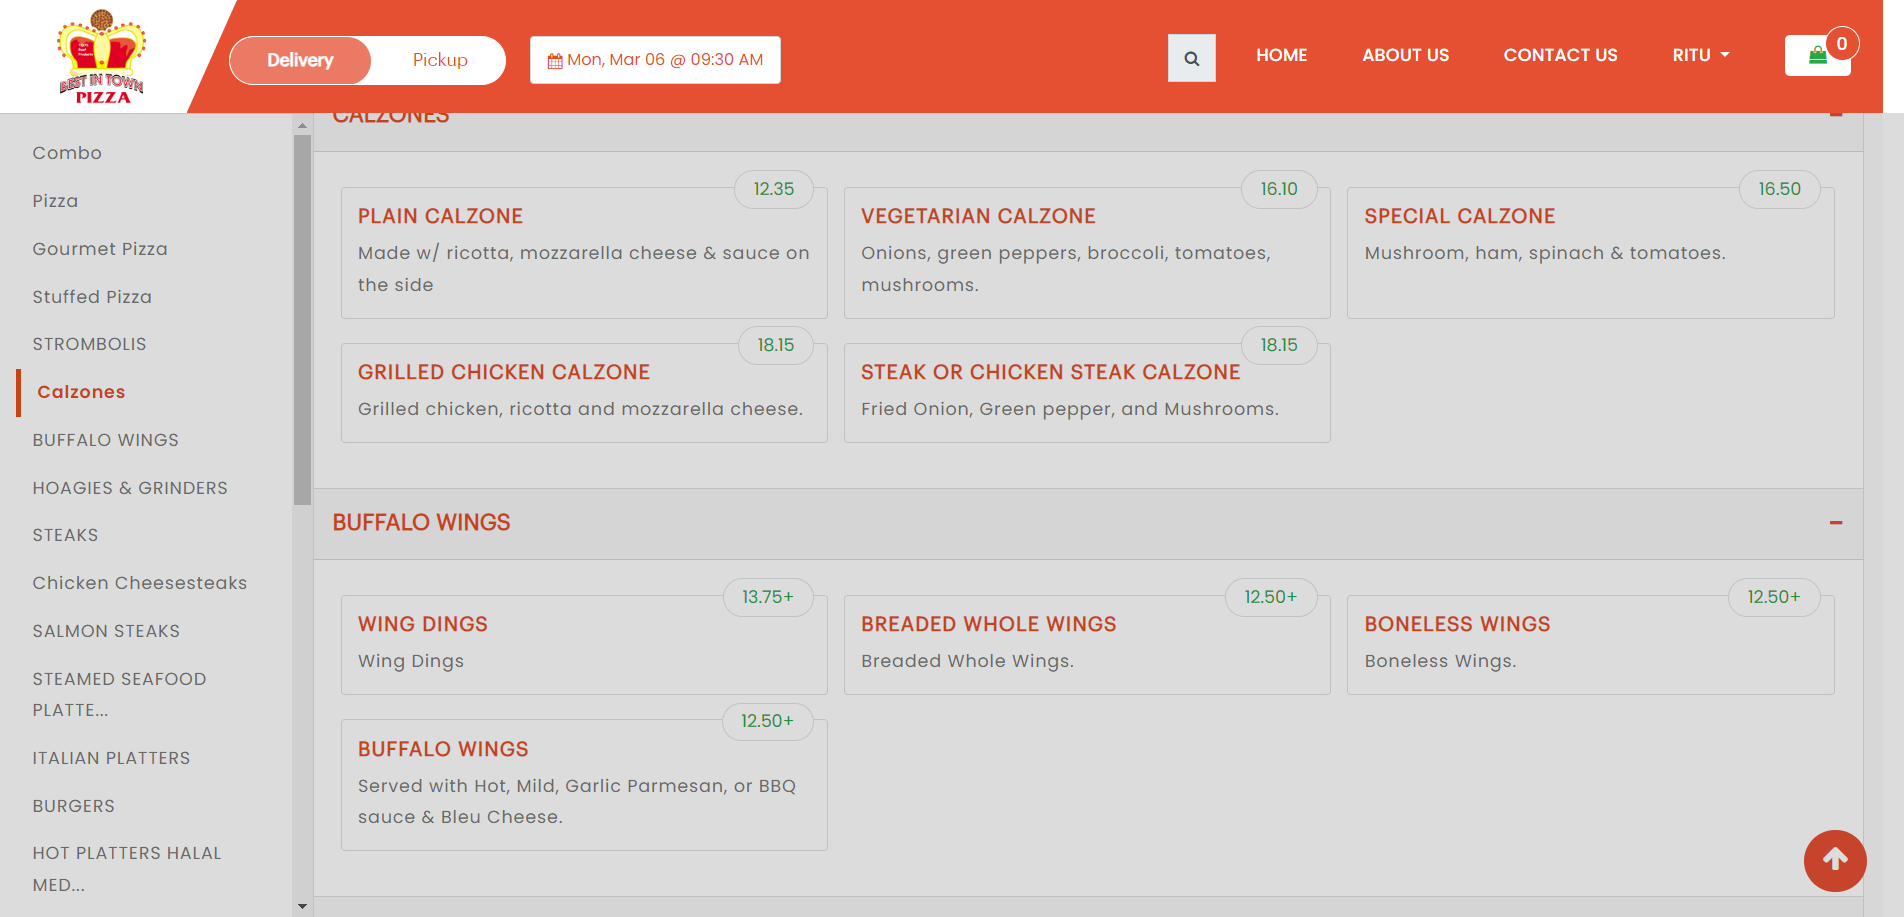 BEST IN TOWN
PIZZA
Delivery
Pickup
Mon, Mar 06 @ 09:30 AM
HOME
ABOUT US
CONTACT US
RITU
0
Combo
Pizza
Gourmet Pizza
Stuffed Pizza
STROMBOLIS
Calzones
BUFFALO WINGS
HOAGIES & GRINDERS
STEAKS
Chicken Cheesesteaks
SALMON STEAKS
STEAMED SEAFOOD
PLATTE...
ITALIAN PLATTERS
BURGERS
HOT PLATTERS HALAL
MED...
CALZONES
12.35
PLAIN CALZONE
Made w/ ricotta, mozzarella cheese & sauce on
the side
16.10
VEGETARIAN CALZONE
Onions, green peppers, broccoli, tomatoes,
mushrooms.
16.50
SPECIAL CALZONE
Mushroom, ham, spinach & tomatoes.
18.15
GRILLED CHICKEN CALZONE
Grilled chicken, ricotta and mozzarella cheese.
18.15
STEAK OR CHICKEN STEAK CALZONE
Fried Onion, Green pepper, and Mushrooms.
BUFFALO WINGS
13.75+
WING DINGS
Wing Dings
12.50+
BREADED WHOLE WINGS
Breaded Whole Wings.
12.50+
BONELESS WINGS
Boneless Wings.
12.50+
BUFFALO WINGS
Served with Hot, Mild, Garlic Parmesan, or BBQ
sauce & Bleu Cheese.